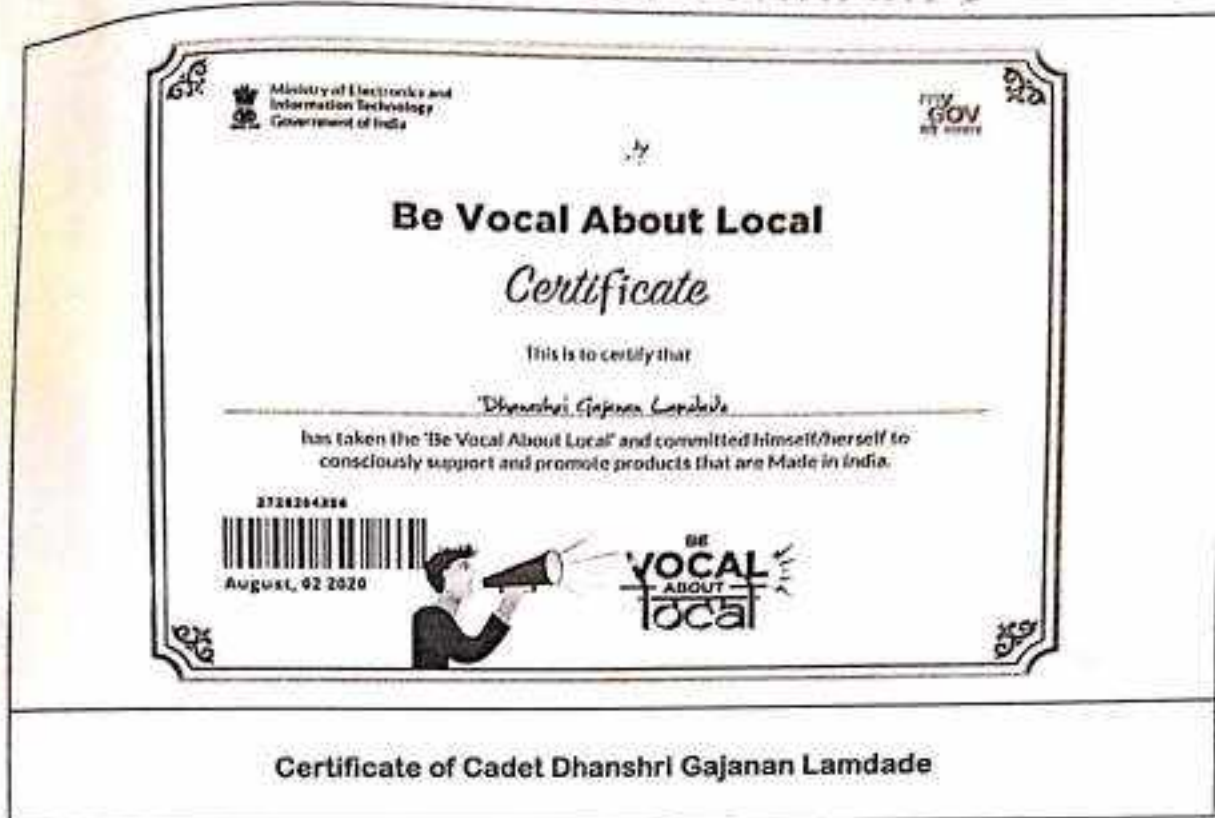 Ministry of Electronics and
Information Technology
Government of India
my
GOV
Be Vocal About Local
Certificate
This is to certify that
Dhanshri Gajanan Lamdade
has taken the 'Be Vocal About Local' and committed himself/herself to
consciously support and promote products that are Made in India.
August, 02 2020
BE
VOCAL
ABOUT
local
Certificate of Cadet Dhanshri Gajanan Lamdade